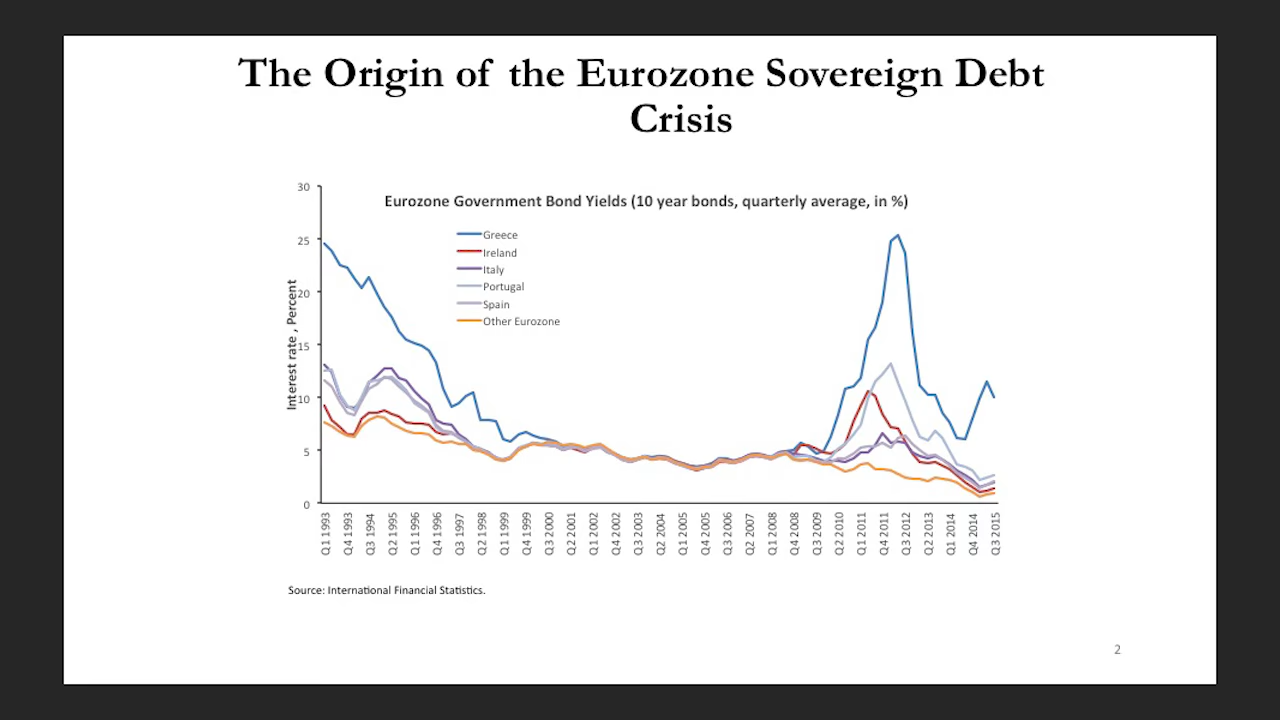 The Origin of the Eurozone Sovereign Debt
Crisis
Eurozone Government Bond Yields (10 year bonds, quarterly average, in %)
Interest rate , Percent
30
25
20
15
10
5
0
Greece
Ireland
Italy
Portugal
Spain
Other Eurozone
Q1 1993
Q4 1993
Q3 1994
Q2 1995
Q1 1996
Q4 1996
Q3 1997
Q2 1998
Q1 1999
Q4 1999
Q3 2000
Q2 2001
Q1 2002
Q4 2002
Q3 2003
Q2 2004
Q1 2005
Q4 2005
Q3 2006
Q2 2007
Q1 2008
Q4 2008
Q3 2009
Q2 2010
Q1 2011
Q4 2011
Q3 2012
Q2 2013
Q1 2014
Q4 2014
Q3 2015
Source: International Financial Statistics.
2